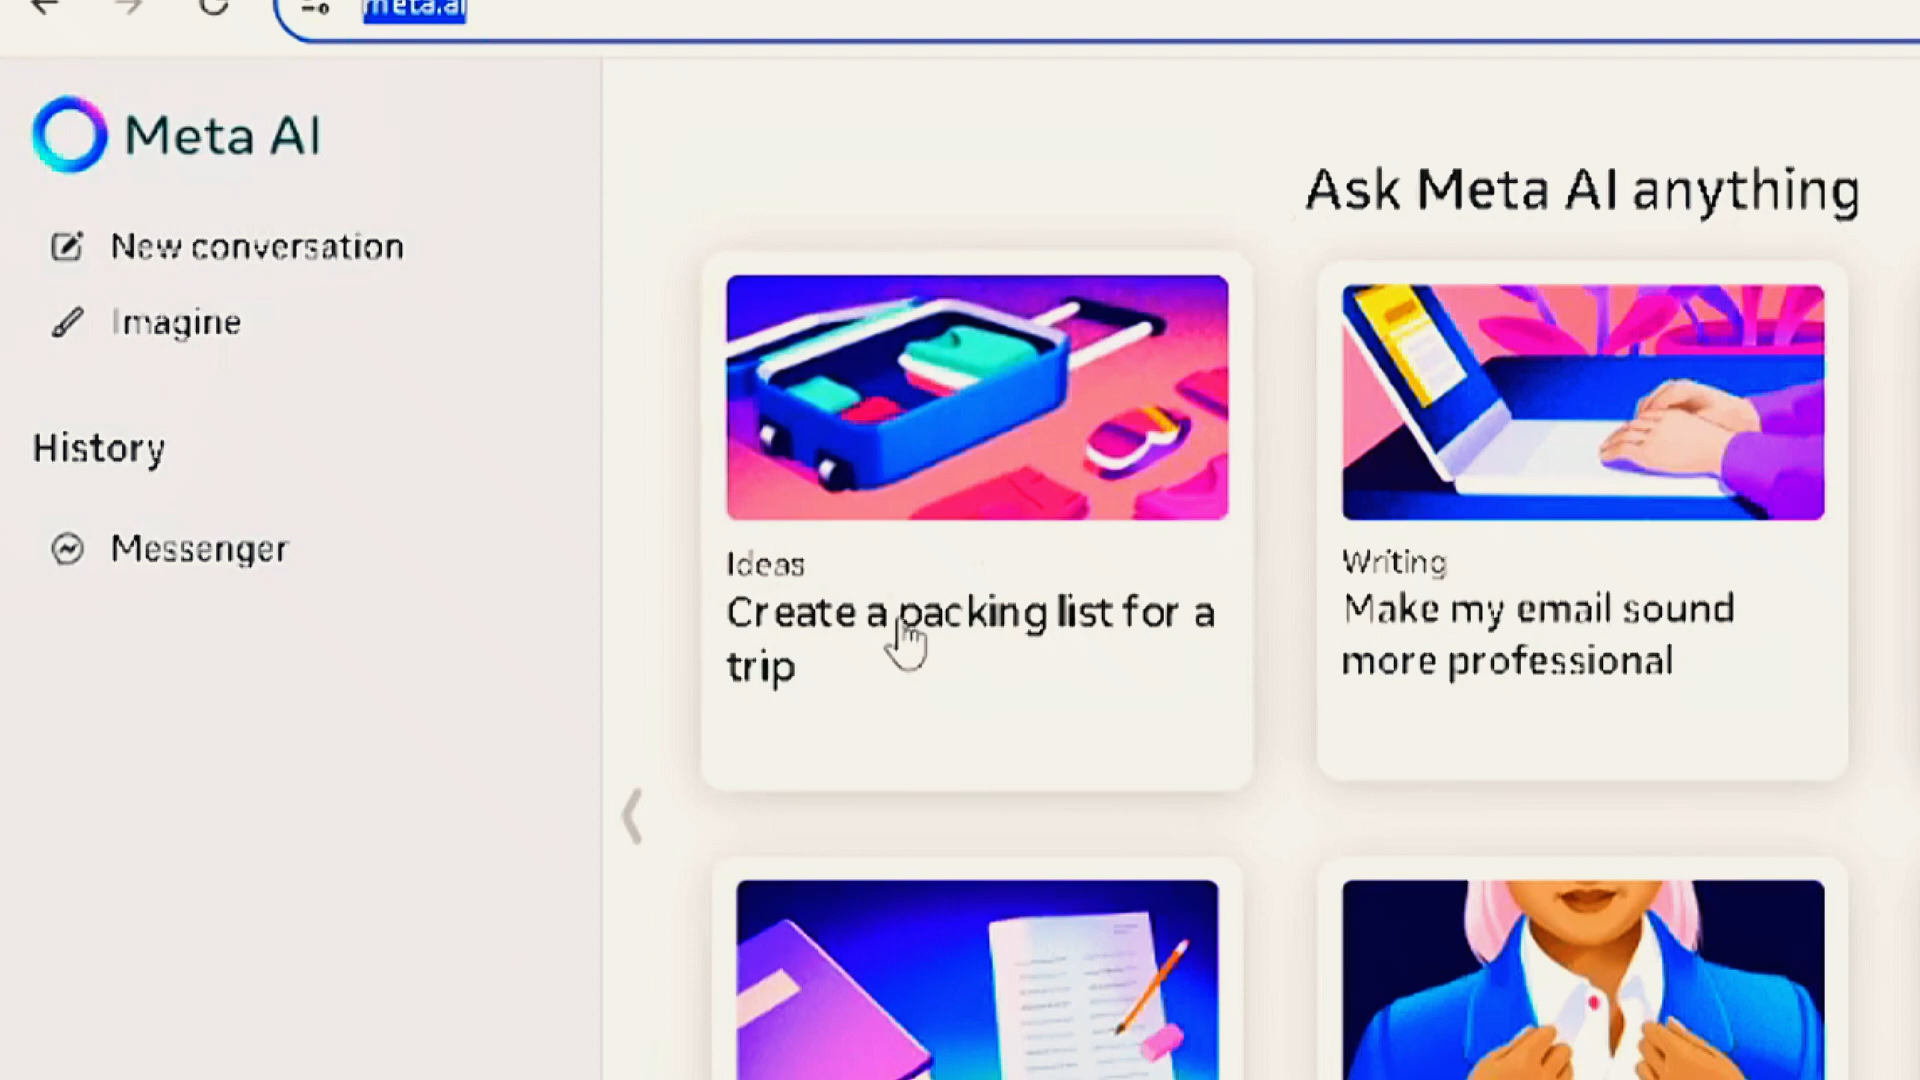 meta.ai
Meta AI
New conversation
Imagine
History
Messenger
Ask Meta AI anything
Ideas
Create a packing list for a
trip
Writing
Make my email sound
more professional